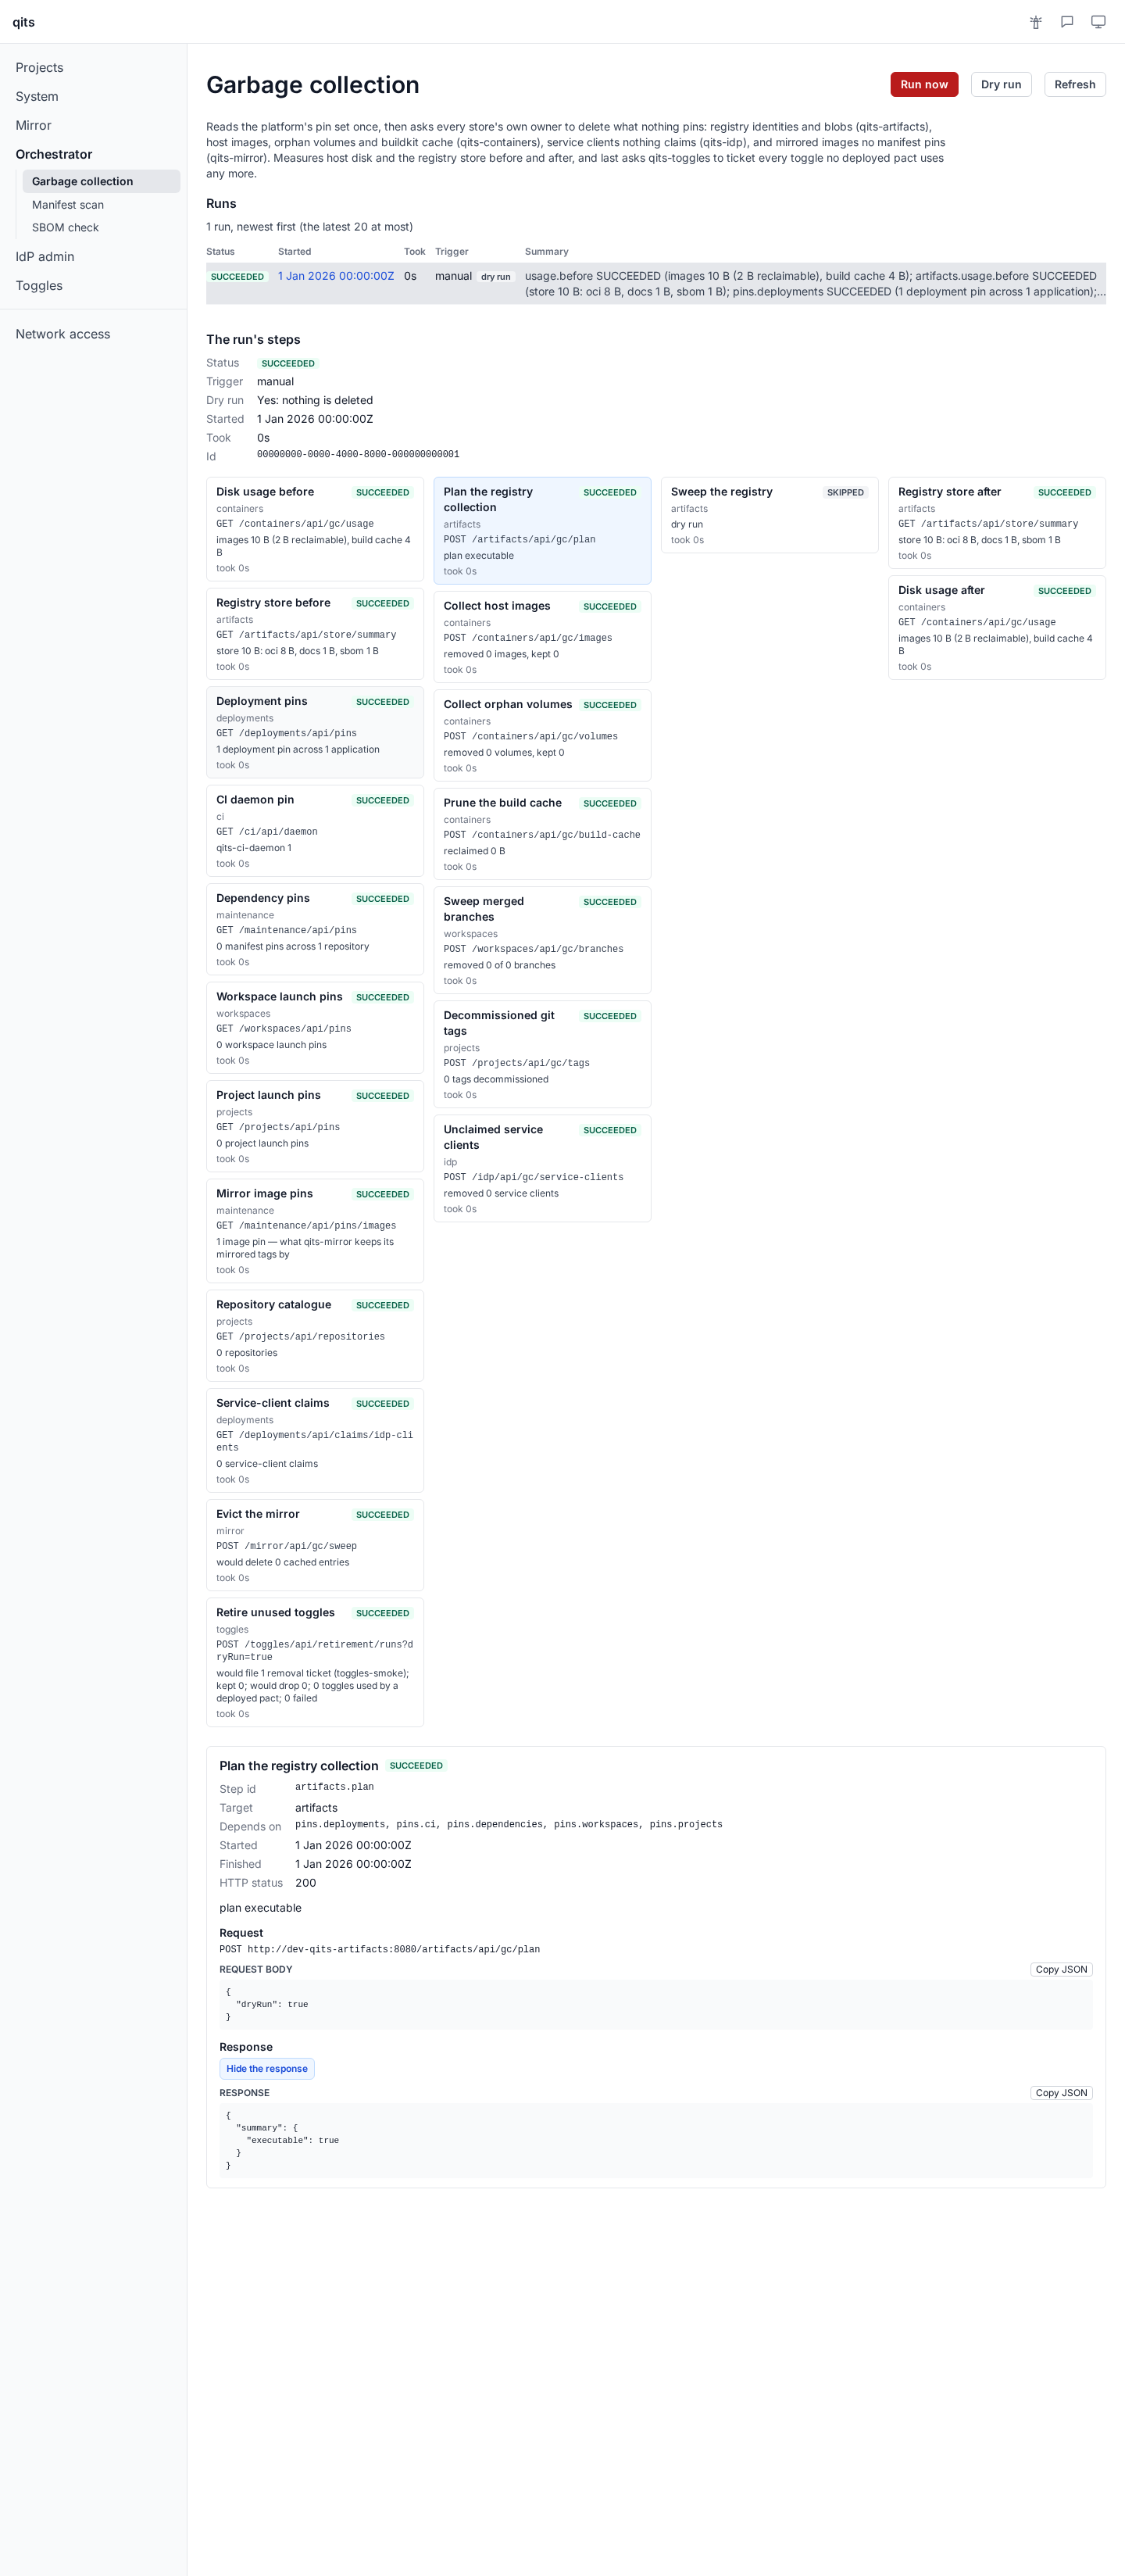 qits
Projects
System
Mirror
Orchestrator
Garbage collection
Manifest scan
SBOM check
IdP admin
Toggles
Network access
Garbage collection
Run now
Dry run
Refresh
Reads the platform's pin set once, then asks every store's own owner to delete what nothing pins: registry identities and blobs (qits-artifacts),
host images, orphan volumes and buildkit cache (qits-containers), service clients nothing claims (qits-idp), and mirrored images no manifest pins
(qits-mirror). Measures host disk and the registry store before and after, and last asks qits-toggles to ticket every toggle no deployed pact uses
any more.
Runs
1 run, newest first (the latest 20 at most)
Status Started Took Trigger Summary
SUCCEEDED 1 Jan 2026 00:00:00Z 0s manual dry run usage.before SUCCEEDED (images 10 B (2 B reclaimable), build cache 4 B); artifacts.usage.before SUCCEEDED
(store 10 B: oci 8 B, docs 1 B, sbom 1 B); pins.deployments SUCCEEDED (1 deployment pin across 1 application);...
The run's steps
Status SUCCEEDED
Trigger manual
Dry run Yes: nothing is deleted
Started 1 Jan 2026 00:00:00Z
Took 0s
Id 00000000-0000-4000-8000-000000000001
Disk usage before SUCCEEDED
containers
GET /containers/api/gc/usage
images 10 B (2 B reclaimable), build cache 4
B
took 0s
Registry store before SUCCEEDED
artifacts
GET /artifacts/api/store/summary
store 10 B: oci 8 B, docs 1 B, sbom 1 B
took 0s
Deployment pins SUCCEEDED
deployments
GET /deployments/api/pins
1 deployment pin across 1 application
took 0s
CI daemon pin SUCCEEDED
ci
GET /ci/api/daemon
qits-ci-daemon 1
took 0s
Dependency pins SUCCEEDED
maintenance
GET /maintenance/api/pins
0 manifest pins across 1 repository
took 0s
Workspace launch pins SUCCEEDED
workspaces
GET /workspaces/api/pins
0 workspace launch pins
took 0s
Project launch pins SUCCEEDED
projects
GET /projects/api/pins
0 project launch pins
took 0s
Mirror image pins SUCCEEDED
maintenance
GET /maintenance/api/pins/images
1 image pin — what qits-mirror keeps its
mirrored tags by
took 0s
Repository catalogue SUCCEEDED
projects
GET /projects/api/repositories
0 repositories
took 0s
Service-client claims SUCCEEDED
deployments
GET /deployments/api/claims/idp-cli
ents
0 service-client claims
took 0s
Evict the mirror SUCCEEDED
mirror
POST /mirror/api/gc/sweep
would delete 0 cached entries
took 0s
Retire unused toggles SUCCEEDED
toggles
POST /toggles/api/retirement/runs?d
ryRun=true
would file 1 removal ticket (toggles-smoke);
kept 0; would drop 0; 0 toggles used by a
deployed pact; 0 failed
took 0s
Plan the registry SUCCEEDED
collection
artifacts
POST /artifacts/api/gc/plan
plan executable
took 0s
Collect host images SUCCEEDED
containers
POST /containers/api/gc/images
removed 0 images, kept 0
took 0s
Collect orphan volumes SUCCEEDED
containers
POST /containers/api/gc/volumes
removed 0 volumes, kept 0
took 0s
Prune the build cache SUCCEEDED
containers
POST /containers/api/gc/build-cache
reclaimed 0 B
took 0s
Sweep merged SUCCEEDED
branches
workspaces
POST /workspaces/api/gc/branches
removed 0 of 0 branches
took 0s
Decommissioned git SUCCEEDED
tags
projects
POST /projects/api/gc/tags
0 tags decommissioned
took 0s
Unclaimed service SUCCEEDED
clients
idp
POST /idp/api/gc/service-clients
removed 0 service clients
took 0s
Sweep the registry SKIPPED
artifacts
dry run
took 0s
Registry store after SUCCEEDED
artifacts
GET /artifacts/api/store/summary
store 10 B: oci 8 B, docs 1 B, sbom 1 B
took 0s
Disk usage after SUCCEEDED
containers
GET /containers/api/gc/usage
images 10 B (2 B reclaimable), build cache 4
B
took 0s
Plan the registry collection SUCCEEDED
Step id artifacts.plan
Target artifacts
Depends on pins.deployments, pins.ci, pins.dependencies, pins.workspaces, pins.projects
Started 1 Jan 2026 00:00:00Z
Finished 1 Jan 2026 00:00:00Z
HTTP status 200
plan executable
Request
POST http://dev-qits-artifacts:8080/artifacts/api/gc/plan
REQUEST BODY Copy JSON
{
"dryRun": true
}
Response
Hide the response
RESPONSE Copy JSON
{
"summary": {
"executable": true
}
}